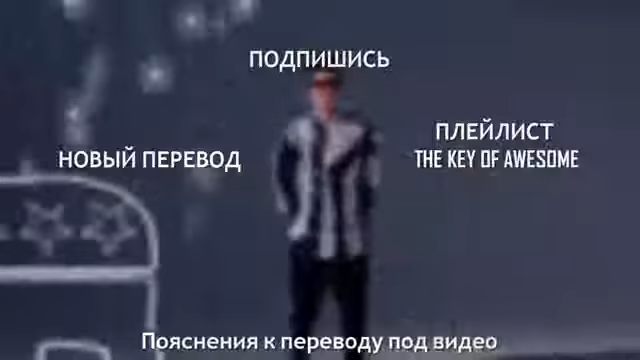 ПОДПИШИСЬ
НОВЫЙ ПЕРЕВОД
ПЛЕЙЛИСТ
THE KEY OF AWESOME
Пояснения к переводу под видео